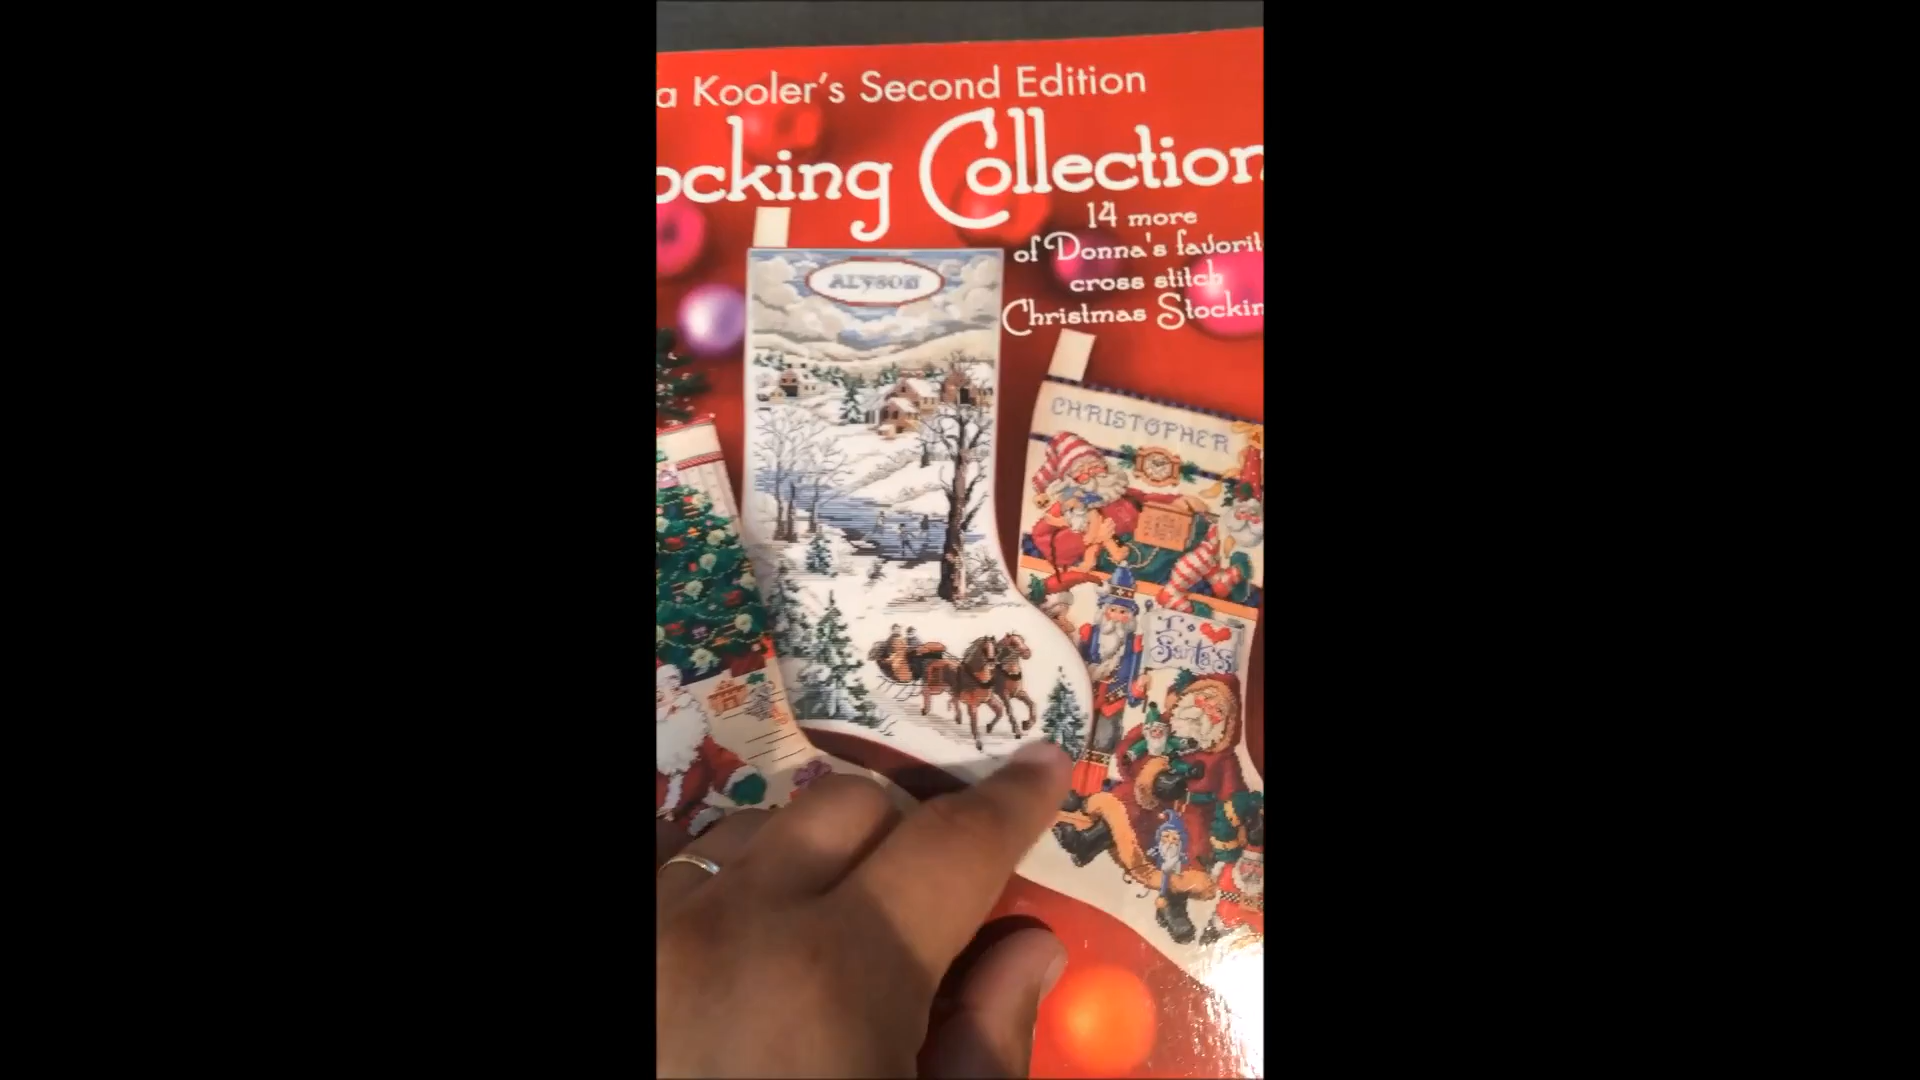 a Kooler's Second Edition
ocking Collection
14 more
of Donna's favorit
cross stitch
Christmas Stockin
ALYSON
CHRISTOPHER
I
Santa's